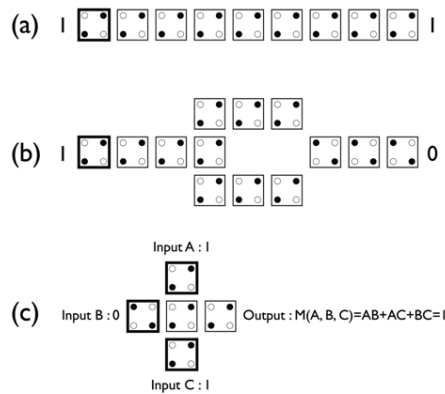 (a) 1 1
(b) 1 0
Input A : 1
(c) Input B : 0 Output : M(A, B, C)=AB+AC+BC=1
Input C : 1